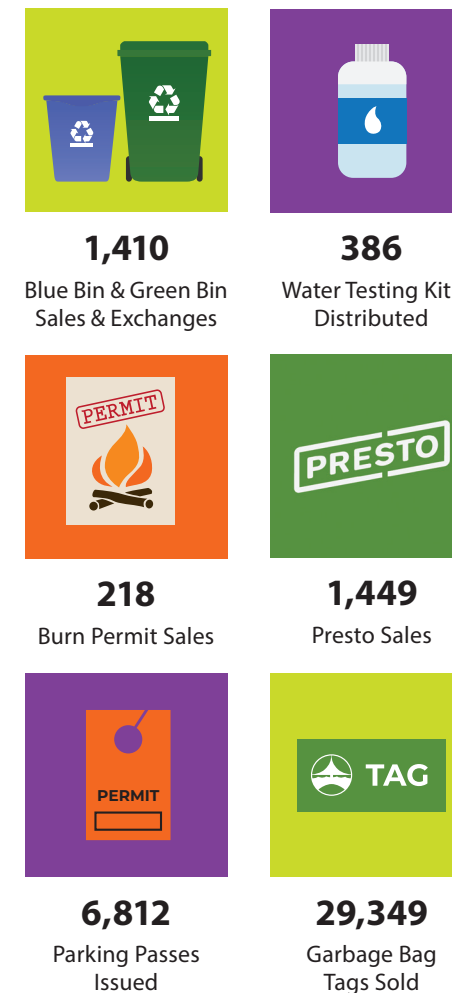 1,410
Blue Bin & Green Bin
Sales & Exchanges
386
Water Testing Kit
Distributed
PERMIT
218
Burn Permit Sales
PRESTO
1,449
Presto Sales
PERMIT
6,812
Parking Passes
Issued
TAG
29,349
Garbage Bag
Tags Sold